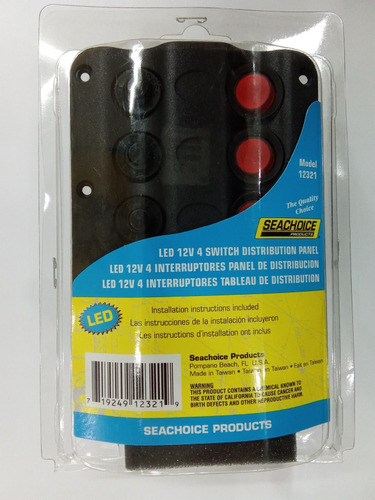 Model
12321
The Quality
Choice
SEACHOICE
PRODUCTS
LED 12V 4 SWITCH DISTRIBUTION PANEL
LED 12V 4 INTERRUPTORES PANEL DE DISTRIBUCION
LED 12V 4 INTERRUPTORES TABLEAU DE DISTRIBUTION
LED
Installation instructions included
Las instrucciones de la instalación incluyeron
Les instructions d'installation ont inclus
Seachoice Products
Pompano Beach, FL U.S.A.
Made in Taiwan • Taiwan en Taiwan • Fait en Taiwan
WARNING
THIS PRODUCT CONTAINS A CHEMICAL KNOWN TO
THE STATE OF CALIFORNIA TO CAUSE CANCER AND
BIRTH DEFECTS AND OTHER REPRODUCTIVE HARM.
7 19249 12321 9
SEACHOICE PRODUCTS